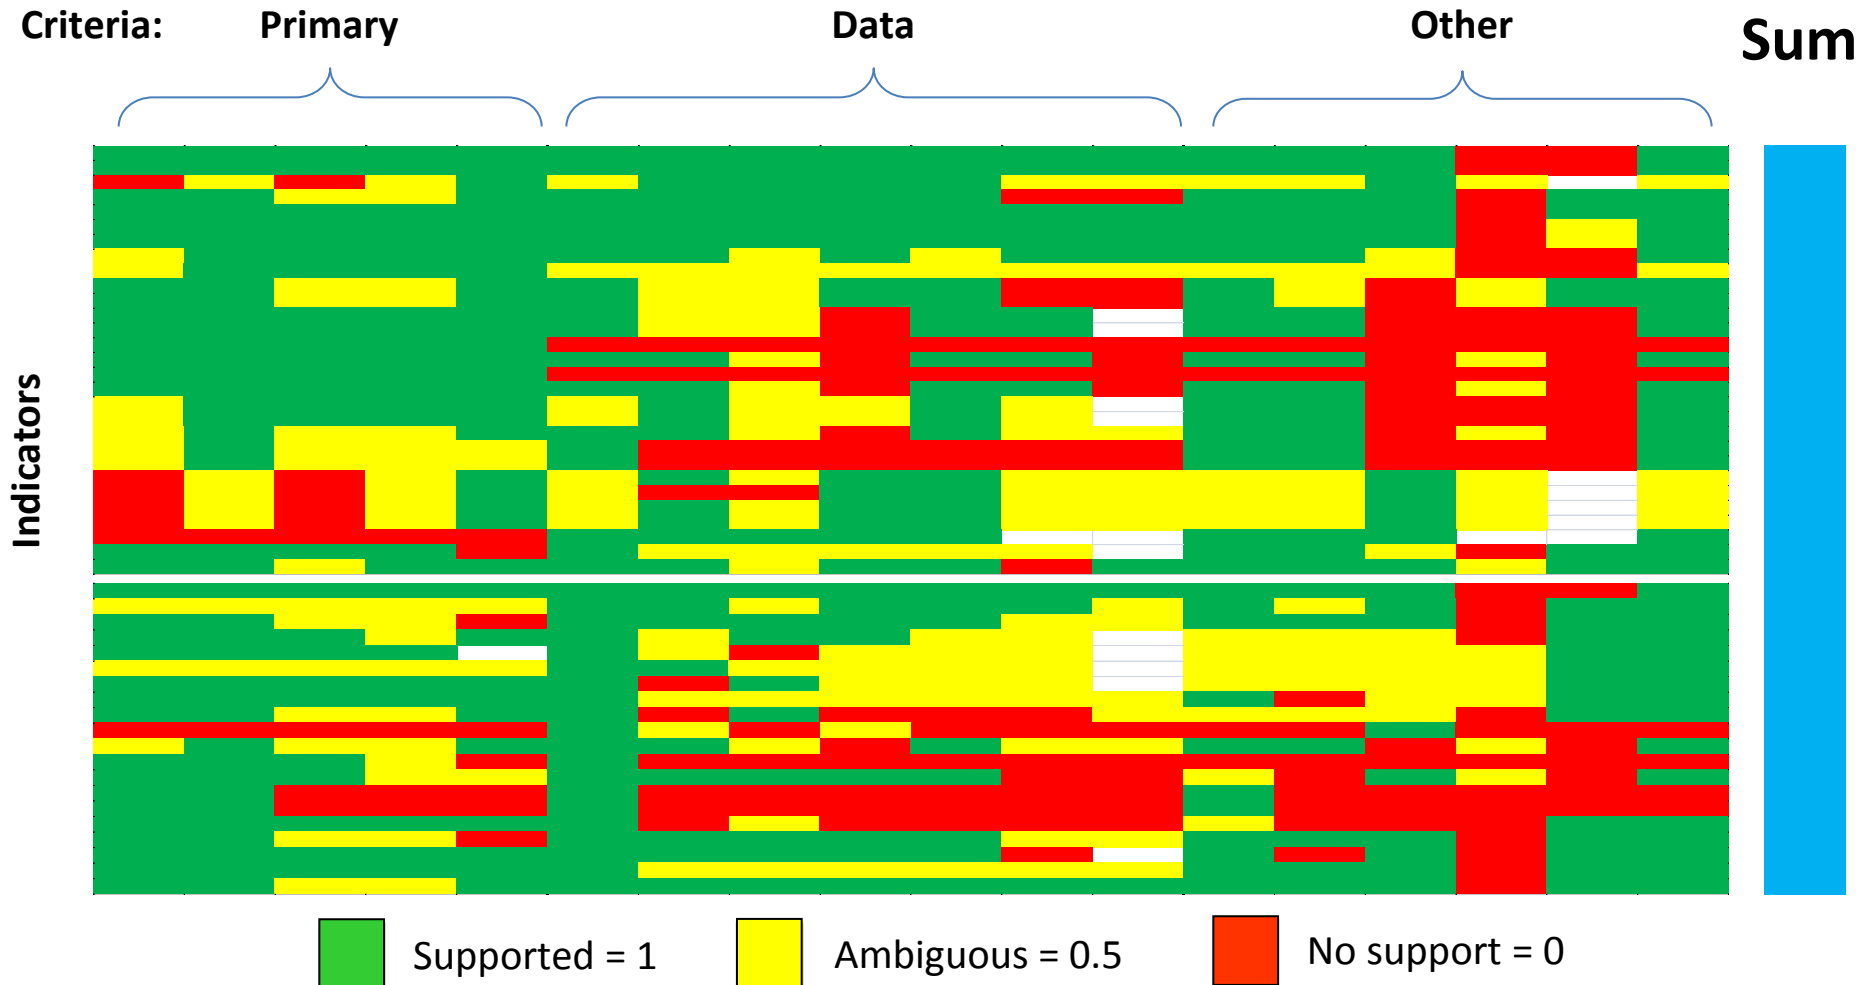 Criteria: Primary Data Other Sum
Indicators
Supported = 1 Ambiguous = 0.5 No support = 0